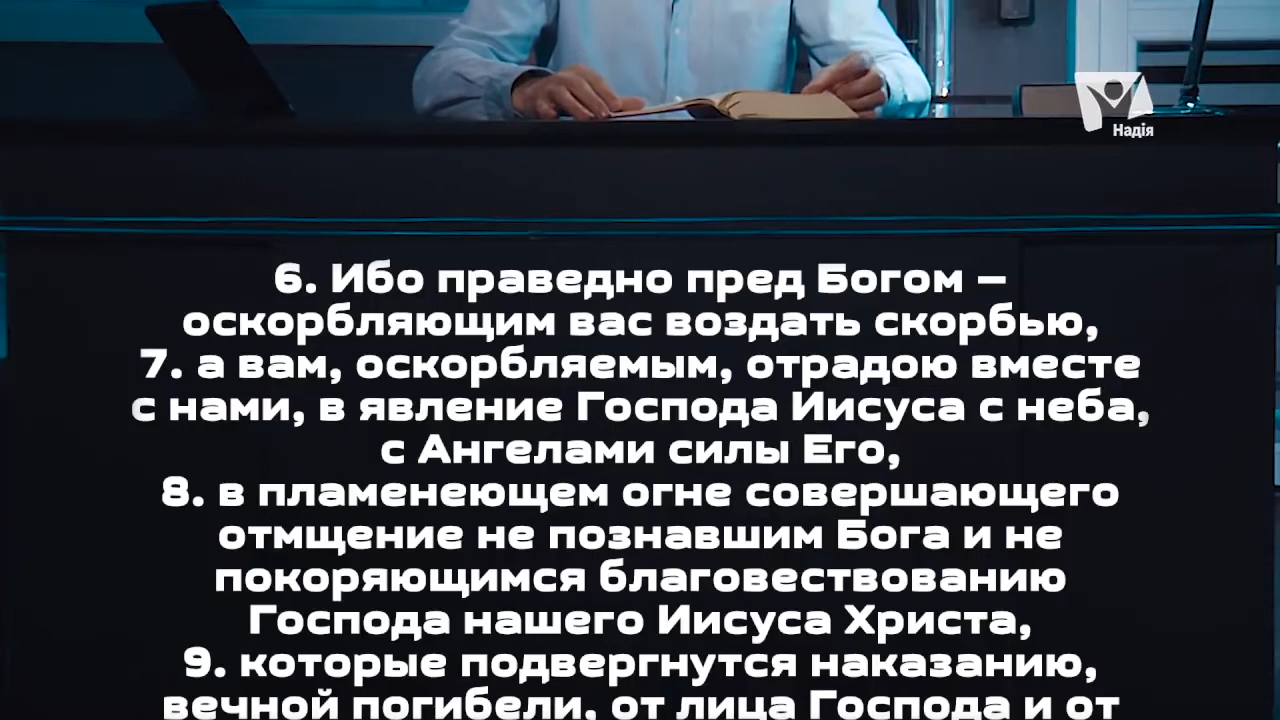 Надія
6. Ибо праведно пред Богом –
оскорбляющим вас воздать скорбью,
7. а вам, оскорбляемым, отрадою вместе
с нами, в явление Господа Иисуса с неба,
с Ангелами силы Его,
8. в пламенеющем огне совершающего
отмщение не познавшим Бога и не
покоряющимся благовествованию
Господа нашего Иисуса Христа,
9. которые подвергнутся наказанию,
вечной погибели, от лица Господа и от